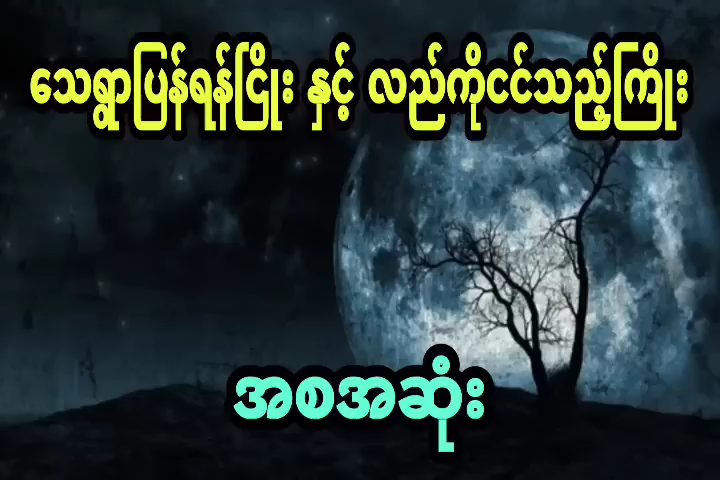 သေရွာပြန်ရန်ငြိုး နှင့် လည်ကိုငင်သည့်ကြိုး
အစအဆုံး